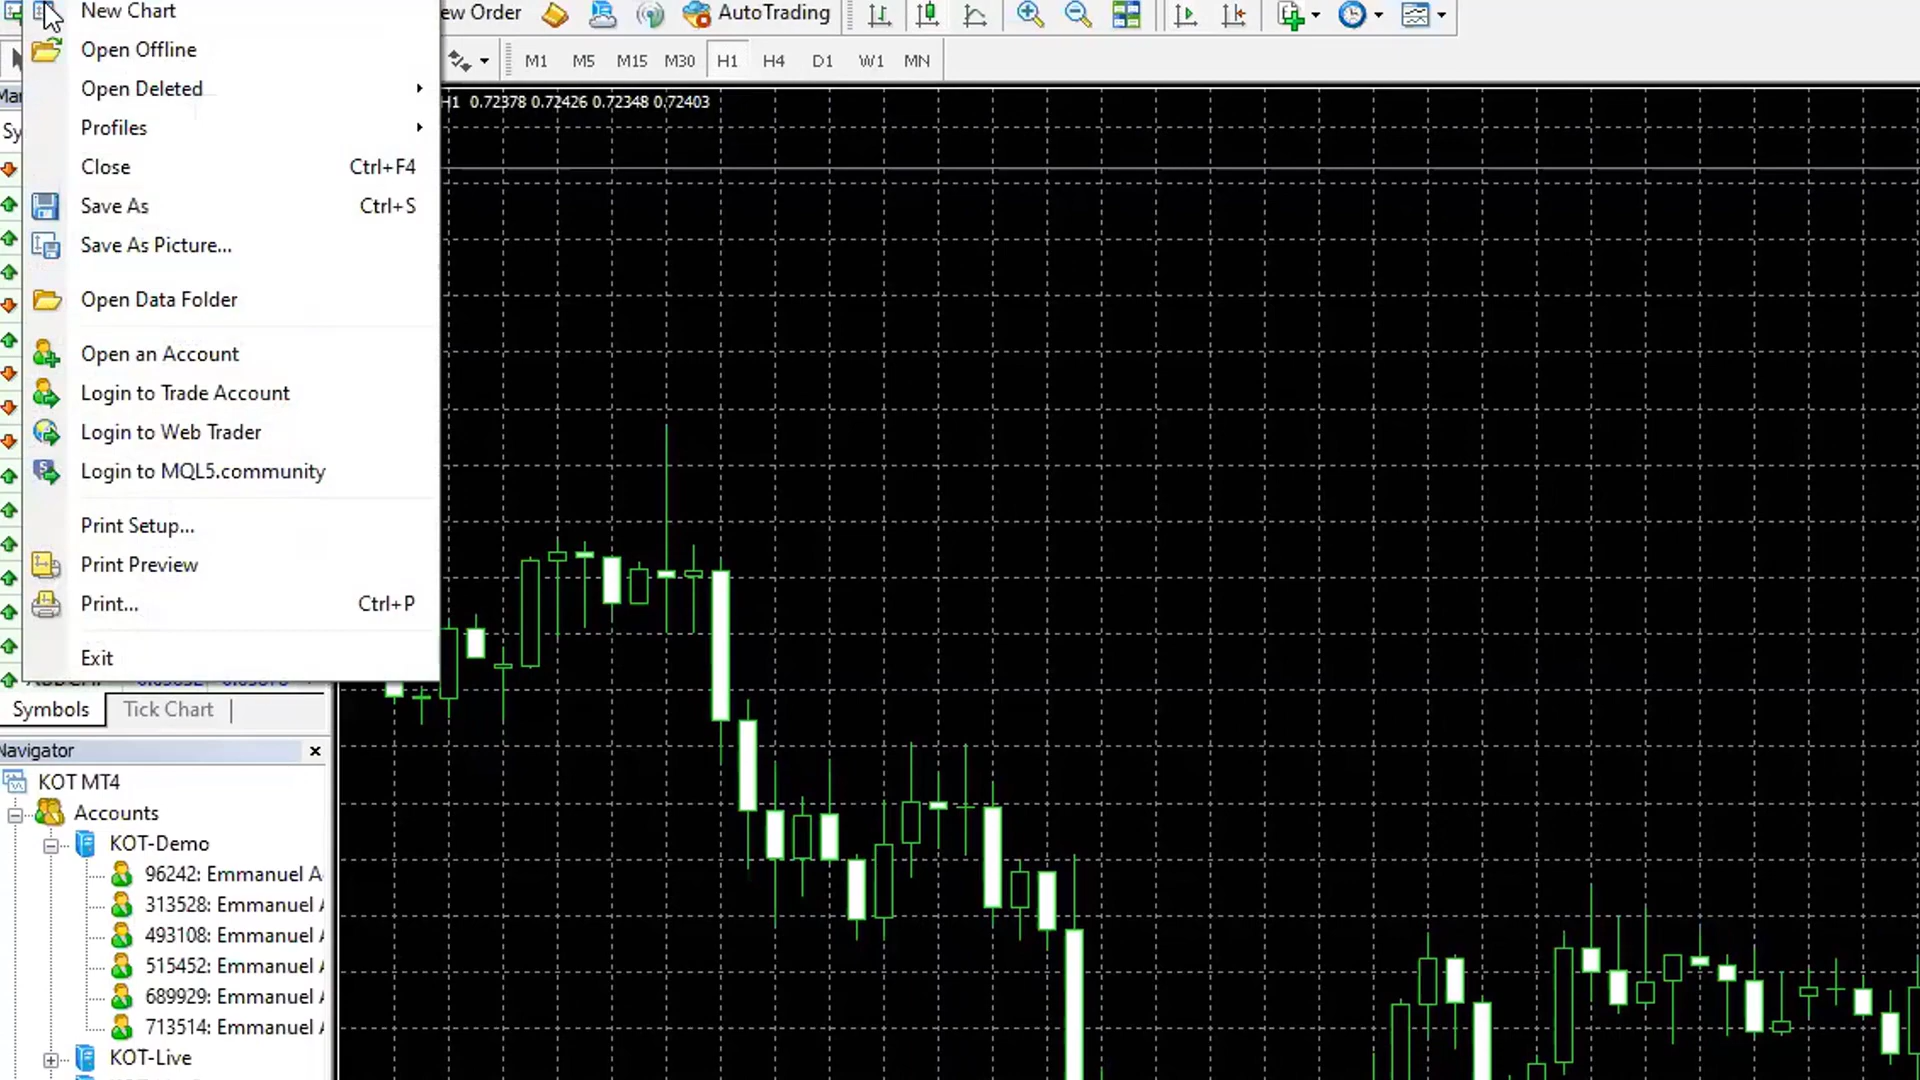 New Chart
Open Offline
Open Deleted
Profiles
Close Ctrl+F4
Save As Ctrl+S
Save As Picture...
Open Data Folder
Open an Account
Login to Trade Account
Login to Web Trader
Login to MQL5.community
Print Setup...
Print Preview
Print... Ctrl+P
Exit
ew Order AutoTrading
M1 M5 M15 M30 H1 H4 D1 W1 MN
H1 0.72378 0.72426 0.72348 0.72403
Symbols Tick Chart
Navigator
KOT MT4
Accounts
KOT-Demo
96242: Emmanuel A
313528: Emmanuel A
493108: Emmanuel A
515452: Emmanuel A
689929: Emmanuel A
713514: Emmanuel A
KOT-Live